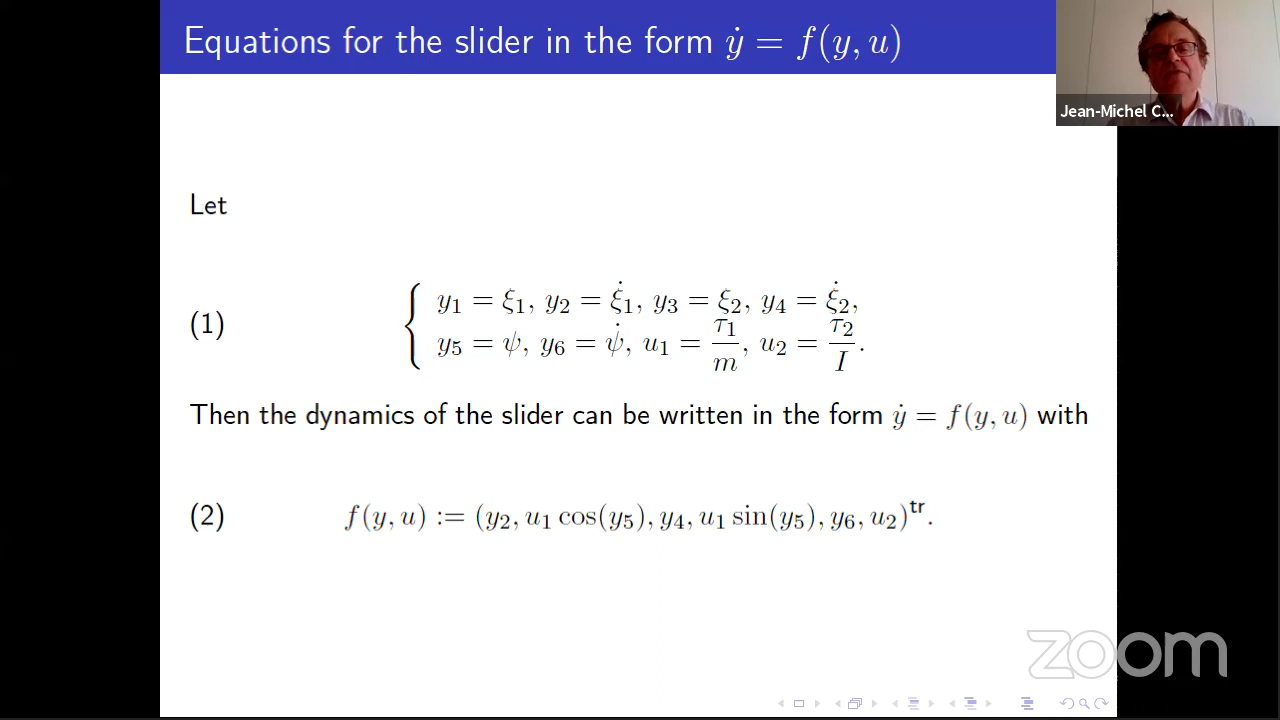 Equations for the slider in the form ẏ = f(y, u)
Jean-Michel C...
Let
(1) { y₁ = ξ₁, y₂ = ξ̇₁, y₃ = ξ₂, y₄ = ξ̇₂,
y₅ = ψ, y₆ = ψ̇, u₁ = τ₁/m, u₂ = τ₂/I.
Then the dynamics of the slider can be written in the form ẏ = f(y, u) with
(2) f(y, u) := (y₂, u₁ cos(y₅), y₄, u₁ sin(y₅), y₆, u₂)ᵗʳ.
zoom